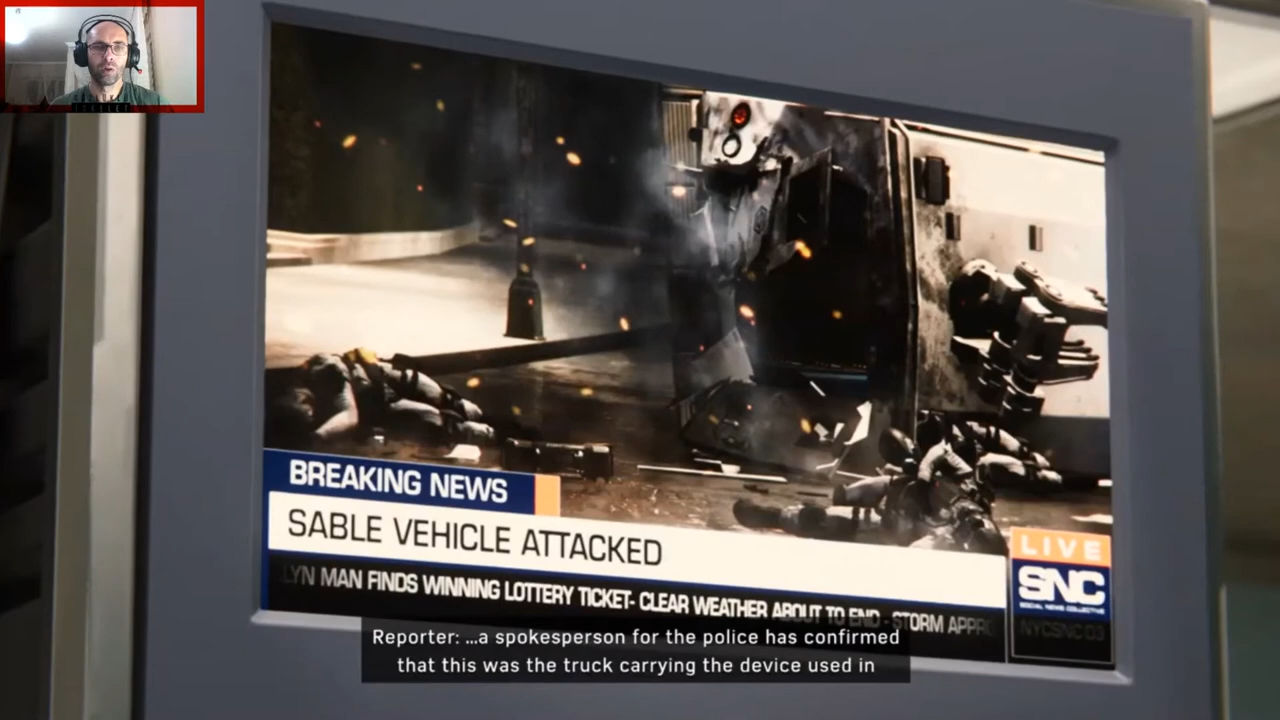 BREAKING NEWS
SABLE VEHICLE ATTACKED
LYN MAN FINDS WINNING LOTTERY TICKET- CLEAR WEATHER ABOUT TO END - STORM APPR
LIVE
SNC
SOCIAL NEWS COLLECTIVE
NYCSNC 03
Reporter: ...a spokesperson for the police has confirmed
that this was the truck carrying the device used in